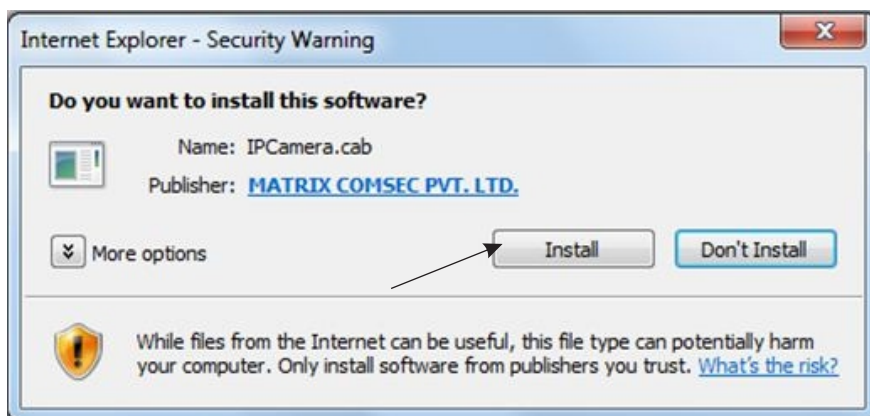 Internet Explorer - Security Warning
Do you want to install this software?
Name: IPCamera.cab
Publisher: MATRIX COMSEC PVT. LTD.
More options
Install
Don't Install
While files from the Internet can be useful, this file type can potentially harm
your computer. Only install software from publishers you trust. What's the risk?